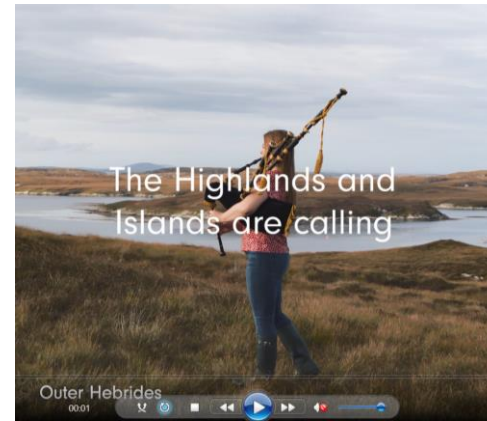 The Highlands and
Islands are calling
Outer Hebrides
00:01